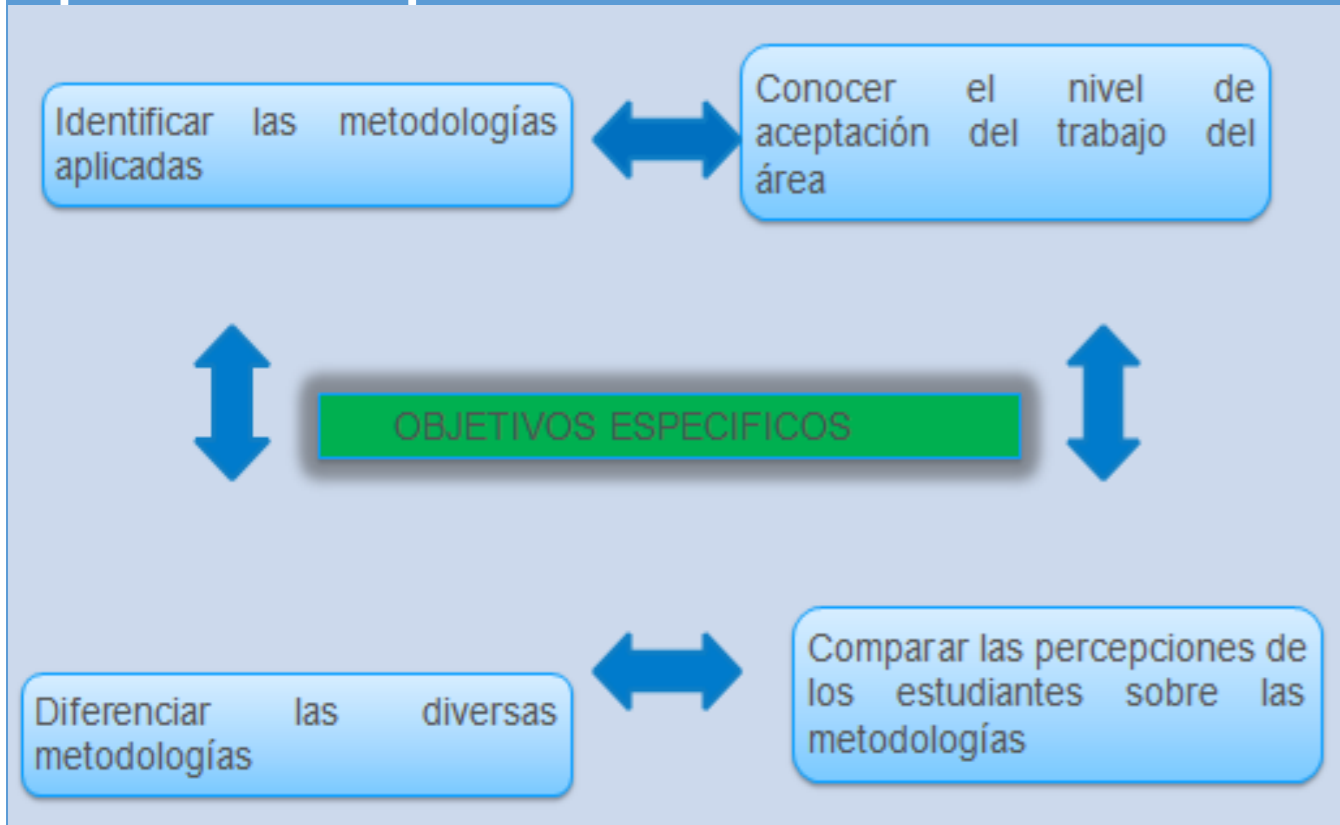 Identificar las metodologías
aplicadas
Conocer el nivel de
aceptación del trabajo del
área
OBJETIVOS ESPECIFICOS
Diferenciar las diversas
metodologías
Comparar las percepciones de
los estudiantes sobre las
metodologías